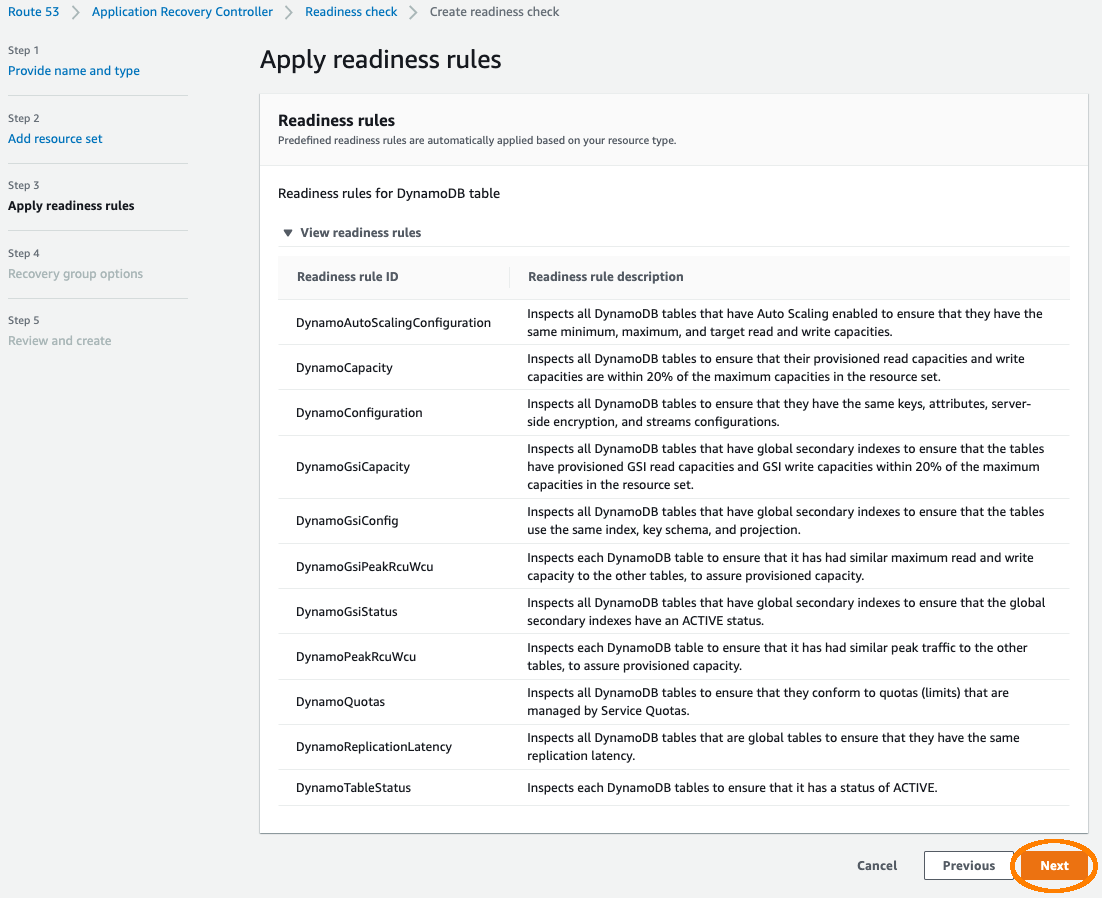 Route 53 Application Recovery Controller Readiness check Create readiness check
Step 1
Provide name and type
Step 2
Add resource set
Step 3
Apply readiness rules
Step 4
Recovery group options
Step 5
Review and create
Apply readiness rules
Readiness rules
Predefined readiness rules are automatically applied based on your resource type.
Readiness rules for DynamoDB table
View readiness rules
Readiness rule ID Readiness rule description
DynamoAutoScalingConfiguration
Inspects all DynamoDB tables that have Auto Scaling enabled to ensure that they have the
same minimum, maximum, and target read and write capacities.
DynamoCapacity
Inspects all DynamoDB tables to ensure that their provisioned read capacities and write
capacities are within 20% of the maximum capacities in the resource set.
DynamoConfiguration
Inspects all DynamoDB tables to ensure that they have the same keys, attributes, server-
side encryption, and streams configurations.
DynamoGsiCapacity
Inspects all DynamoDB tables that have global secondary indexes to ensure that the tables
have provisioned GSI read capacities and GSI write capacities within 20% of the maximum
capacities in the resource set.
DynamoGsiConfig
Inspects all DynamoDB tables that have global secondary indexes to ensure that the tables
use the same index, key schema, and projection.
DynamoGsiPeakRcuWcu
Inspects each DynamoDB table to ensure that it has had similar maximum read and write
capacity to the other tables, to assure provisioned capacity.
DynamoGsiStatus
Inspects all DynamoDB tables that have global secondary indexes to ensure that the global
secondary indexes have an ACTIVE status.
DynamoPeakRcuWcu
Inspects each DynamoDB table to ensure that it has had similar peak traffic to the other
tables, to assure provisioned capacity.
DynamoQuotas
Inspects all DynamoDB tables to ensure that they conform to quotas (limits) that are
managed by Service Quotas.
DynamoReplicationLatency
Inspects all DynamoDB tables that are global tables to ensure that they have the same
replication latency.
DynamoTableStatus
Inspects each DynamoDB tables to ensure that it has a status of ACTIVE.
Cancel Previous Next